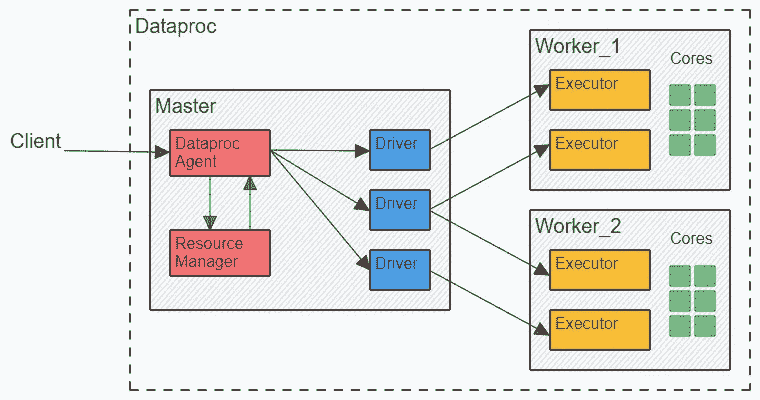 Dataproc
Client
Master
Dataproc
Agent
Resource
Manager
Driver
Driver
Driver
Worker_1
Cores
Executor
Executor
Worker_2
Cores
Executor
Executor